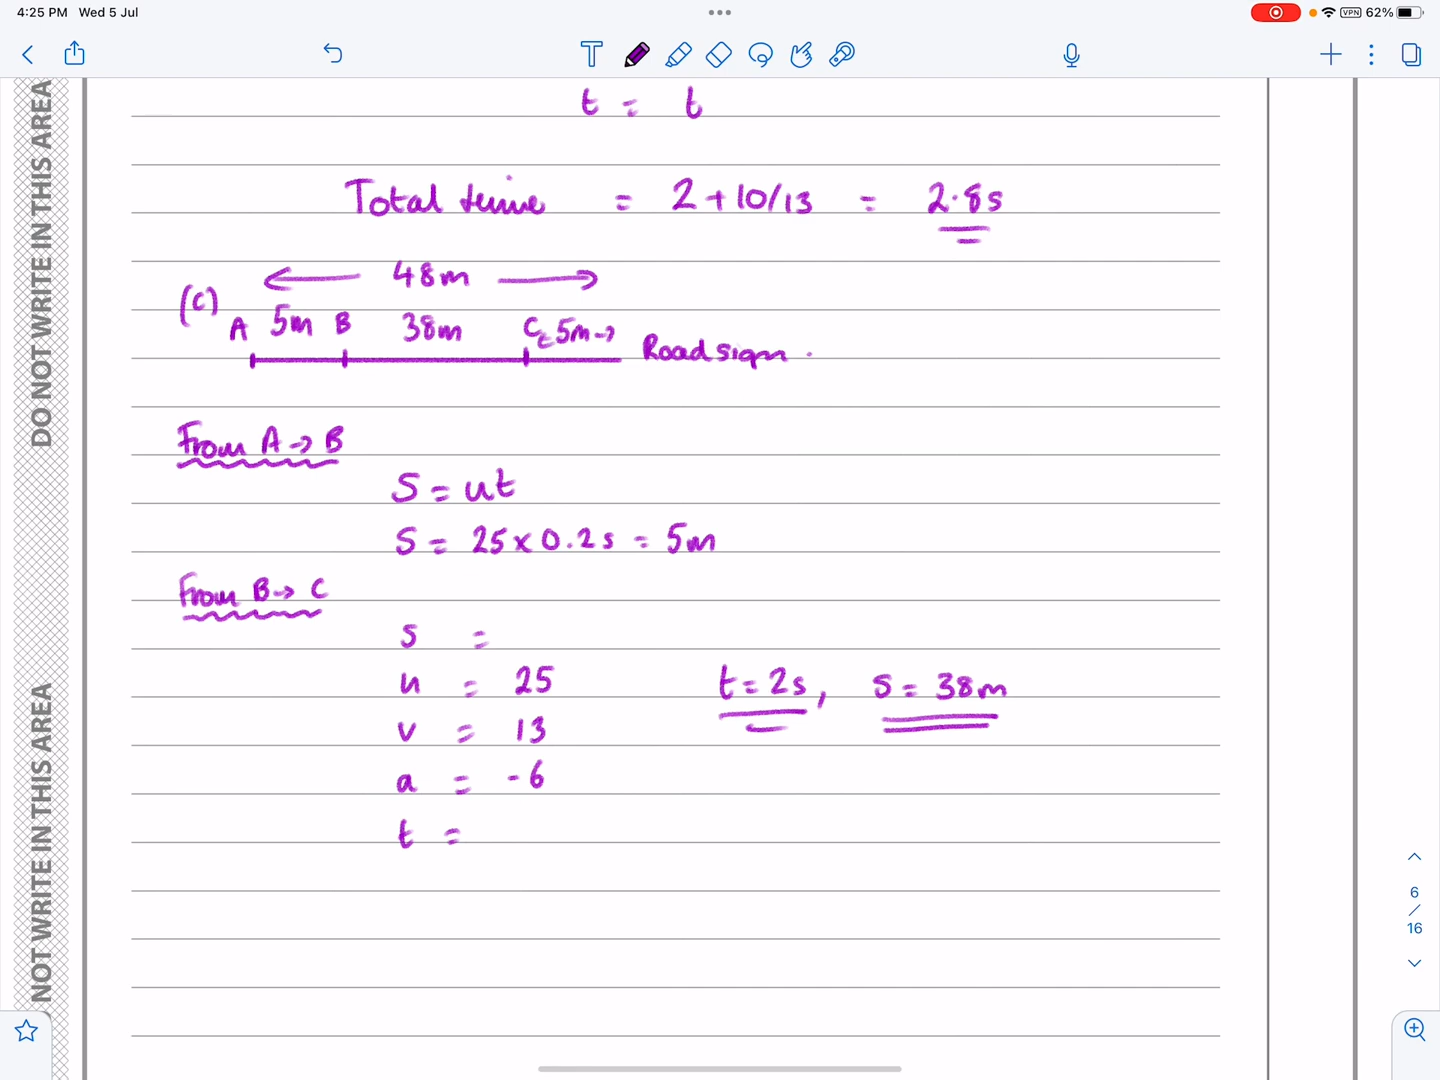 4:25 PM Wed 5 Jul
VPN 62%
DO NOT WRITE IN THIS AREA
NOT WRITE IN THIS AREA
t = t
Total time = 2 + 10/13 = 2.8s
← 48m →
(C) A 5m B 38m C ← 5m → Road sign.
From A → B
S = ut
S = 25 × 0.2s = 5m
From B → C
s =
u = 25 t = 2s, s = 38m
v = 13
a = -6
t =
6
/
16